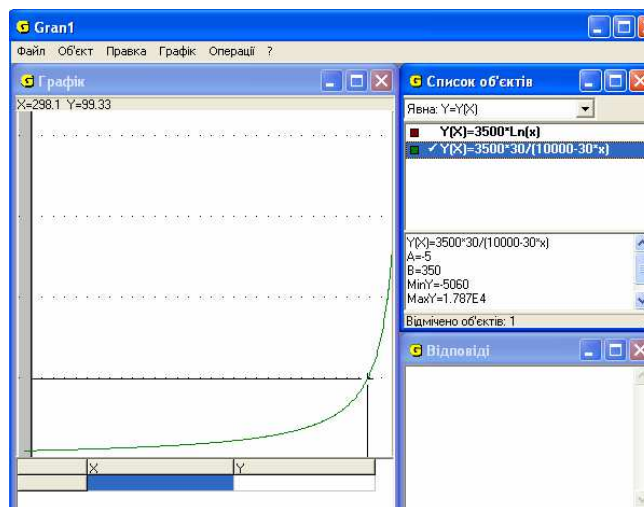 Gran1
Файл Об'єкт Правка Графік Операції ?
Графік
X=298.1 Y=99.33
X Y
Список об'єктів
Явна: Y=Y(X)
Y(X)=3500*Ln(x)
Y(X)=3500*30/(10000-30*x)
Y(X)=3500*30/(10000-30*x)
A=-5
B=350
MinY=-5060
MaxY=1.787E4
Відмічено об'єктів: 1
Відповіді